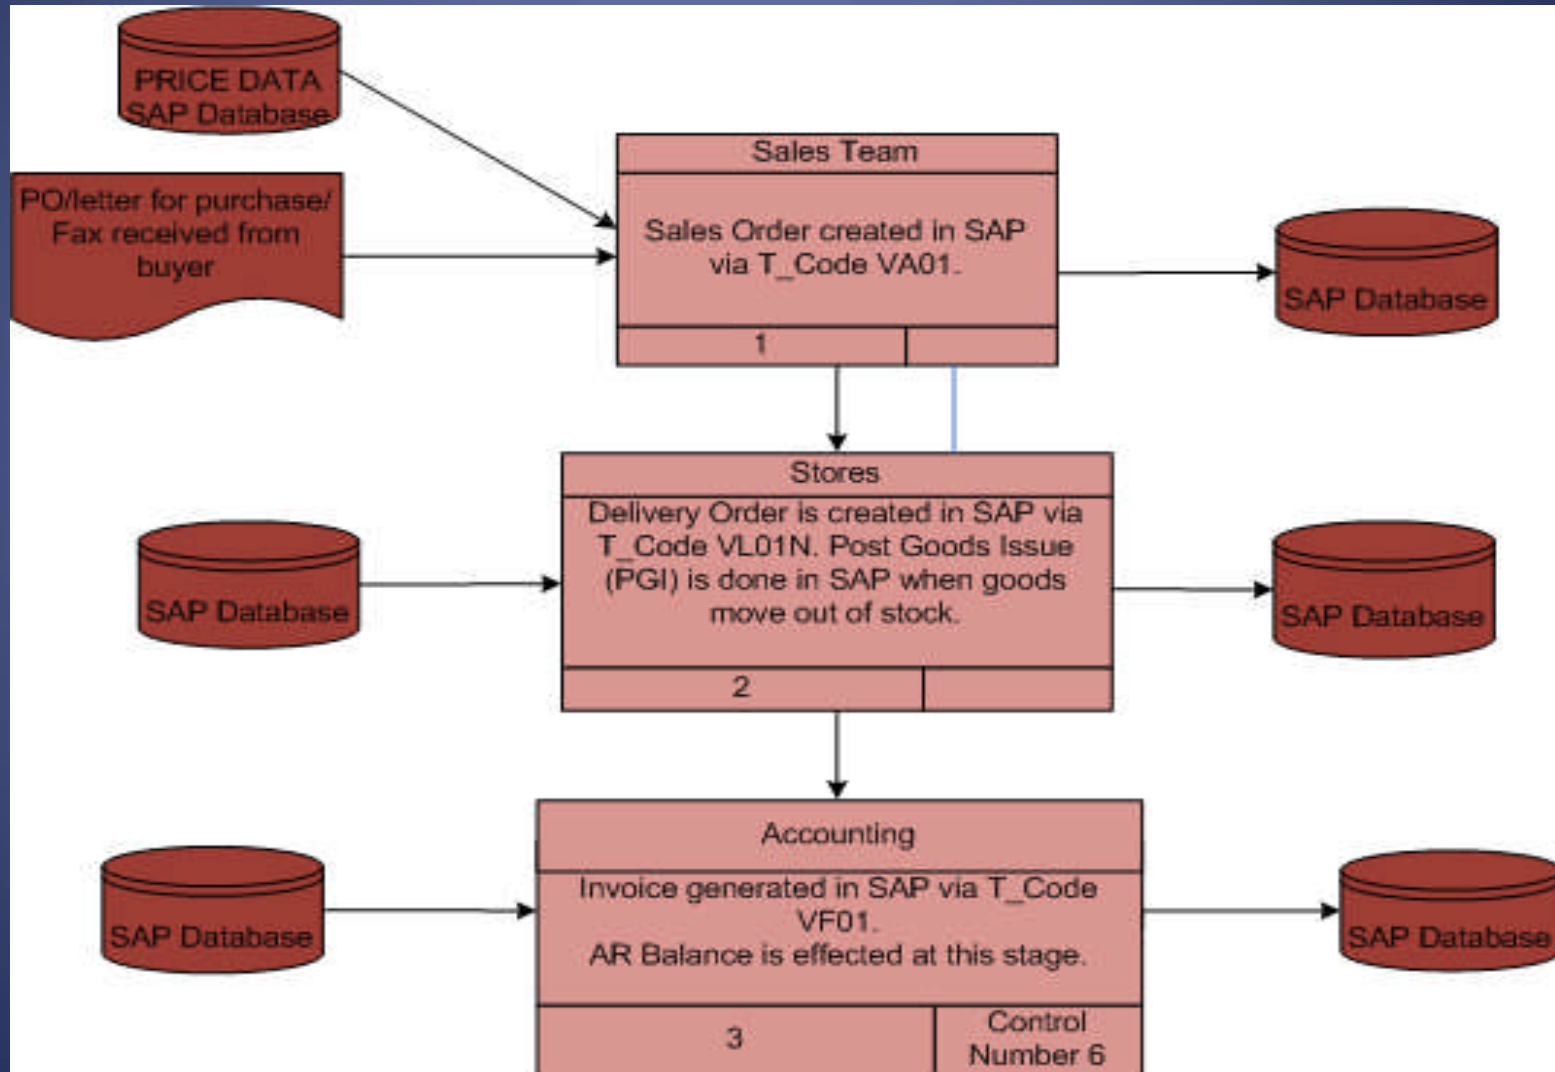 PRICE DATA
SAP Database
Sales Team
PO/letter for purchase/
Fax received from
buyer
Sales Order created in SAP
via T_Code VA01.
SAP Database
1
Stores
Delivery Order is created in SAP via
T_Code VL01N. Post Goods Issue
(PGI) is done in SAP when goods
move out of stock.
SAP Database
SAP Database
2
Accounting
Invoice generated in SAP via T_Code
VF01.
AR Balance is effected at this stage.
SAP Database
SAP Database
3
Control
Number 6